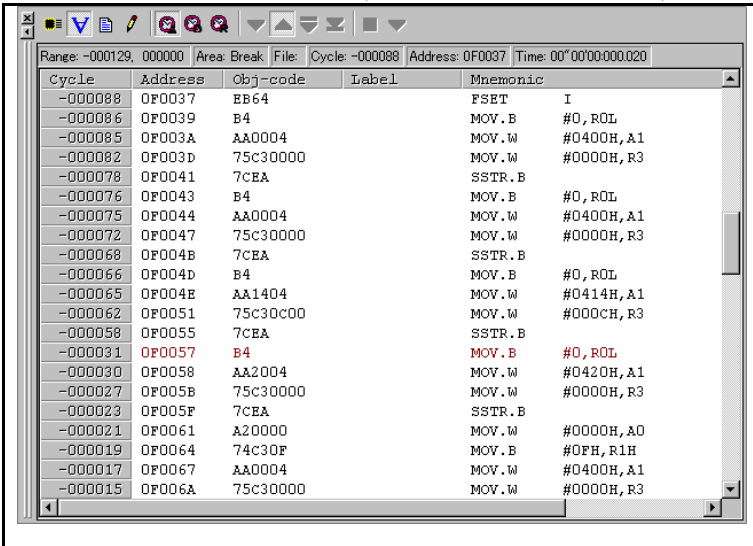 Range: -000129, 000000 Area: Break File: Cycle: -000088 Address: 0F0037 Time: 00"00'00:000.020
Cycle Address Obj-code Label Mnemonic
-000088 0F0037 EB64 FSET I
-000086 0F0039 B4 MOV.B #0,R0L
-000085 0F003A AA0004 MOV.W #0400H,A1
-000082 0F003D 75C30000 MOV.W #0000H,R3
-000078 0F0041 7CEA SSTR.B
-000076 0F0043 B4 MOV.B #0,R0L
-000075 0F0044 AA0004 MOV.W #0400H,A1
-000072 0F0047 75C30000 MOV.W #0000H,R3
-000068 0F004B 7CEA SSTR.B
-000066 0F004D B4 MOV.B #0,R0L
-000065 0F004E AA1404 MOV.W #0414H,A1
-000062 0F0051 75C30C00 MOV.W #000CH,R3
-000058 0F0055 7CEA SSTR.B
-000031 0F0057 B4 MOV.B #0,R0L
-000030 0F0058 AA2004 MOV.W #0420H,A1
-000027 0F005B 75C30000 MOV.W #0000H,R3
-000023 0F005F 7CEA SSTR.B
-000021 0F0061 A20000 MOV.W #0000H,A0
-000019 0F0064 74C30F MOV.B #0FH,R1H
-000017 0F0067 AA0004 MOV.W #0400H,A1
-000015 0F006A 75C30000 MOV.W #0000H,R3